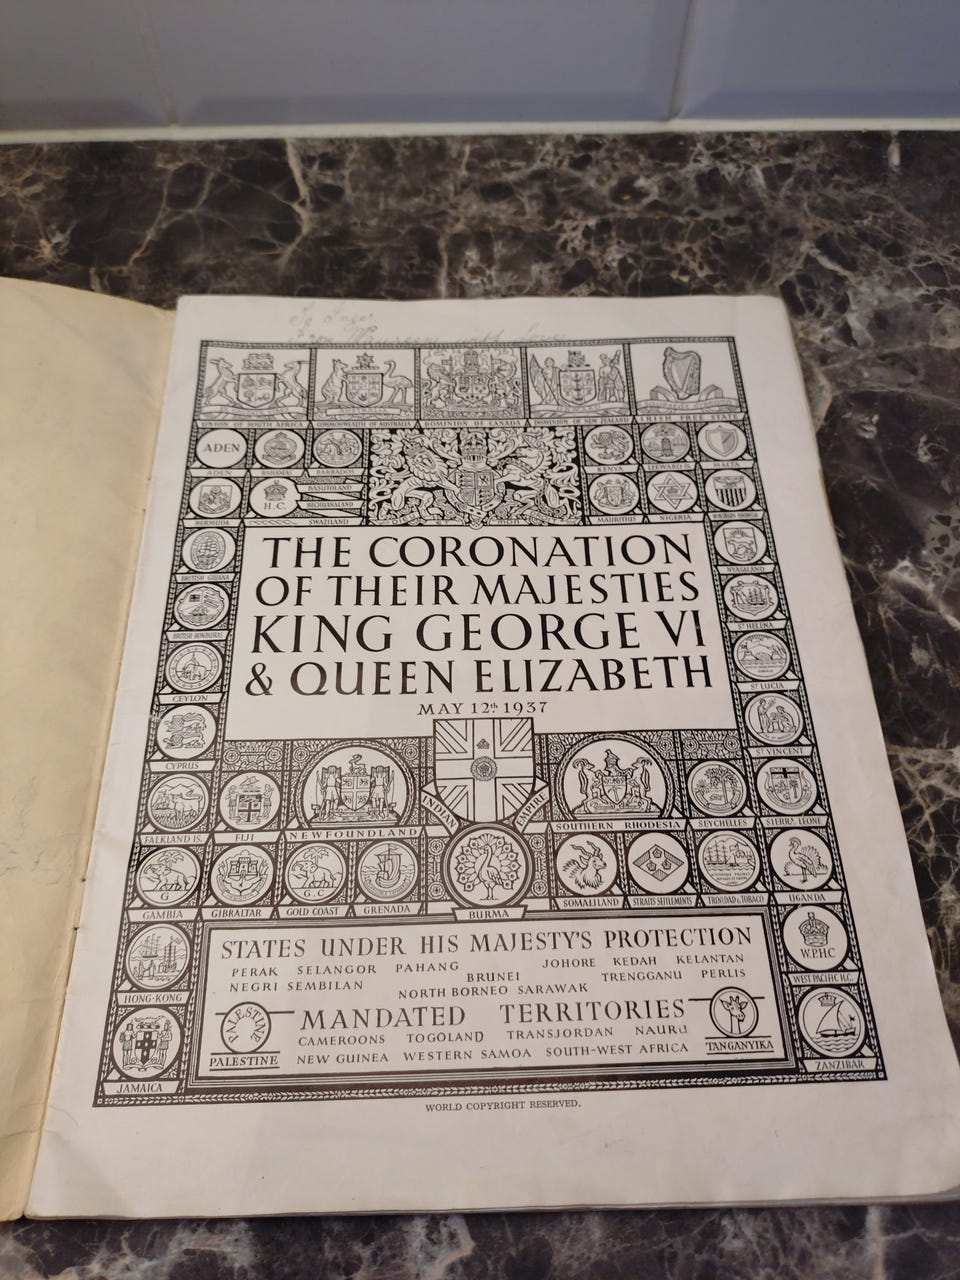 UNION OF SOUTH AFRICA COMMONWEALTH OF AUSTRALIA DOMINION OF CANADA DOMINION OF NEW ZEALAND IRISH FREE STATE
ADEN
ADEN BAHAMAS BARBADOS KENYA LEEWARD IS. MALTA
BASUTOLAND
H.C. BECHUANALAND
BERMUDA SWAZILAND MAURITIUS NIGERIA NORTHERN RHODESIA
THE CORONATION
OF THEIR MAJESTIES
KING GEORGE VI
& QUEEN ELIZABETH
MAY 12th 1937
BRITISH GUIANA NYASALAND
BRITISH HONDURAS ST HELENA
CEYLON ST LUCIA
CYPRUS ST VINCENT
INDIAN EMPIRE
FALKLAND IS. FIJI NEWFOUNDLAND SOUTHERN RHODESIA SEYCHELLES SIERRA LEONE
G G.C.
GAMBIA GIBRALTAR GOLD COAST GRENADA BURMA SOMALILAND STRAITS SETTLEMENTS TRINIDAD & TOBAGO UGANDA
STATES UNDER HIS MAJESTY'S PROTECTION
PERAK SELANGOR PAHANG JOHORE KEDAH KELANTAN
NEGRI SEMBILAN BRUNEI TRENGGANU PERLIS
NORTH BORNEO SARAWAK
W.P.H.C
HONG-KONG WEST PACIFIC H.C.
MANDATED TERRITORIES
PALESTINE
CAMEROONS TOGOLAND TRANSJORDAN NAURU
NEW GUINEA WESTERN SAMOA SOUTH-WEST AFRICA
PALESTINE TANGANYIKA
JAMAICA ZANZIBAR
WORLD COPYRIGHT RESERVED.